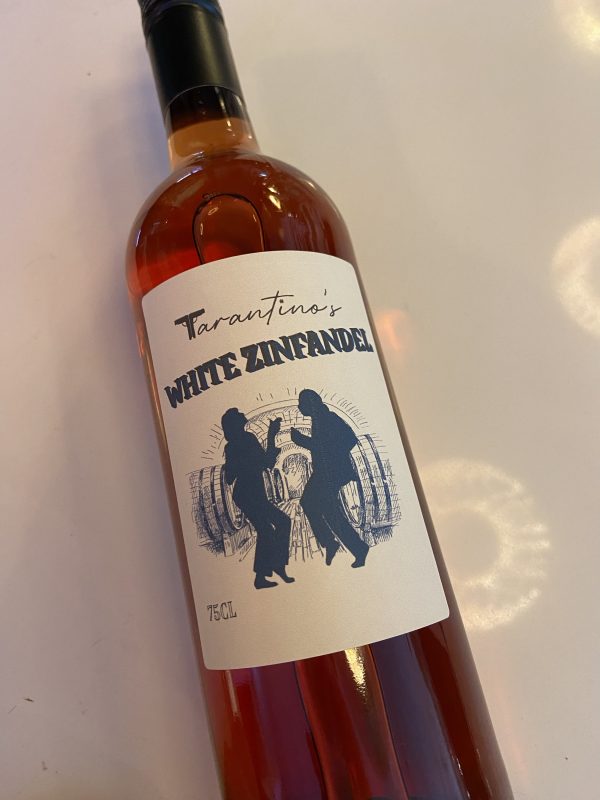 Tarantino's
WHITE ZINFANDEL
75CL